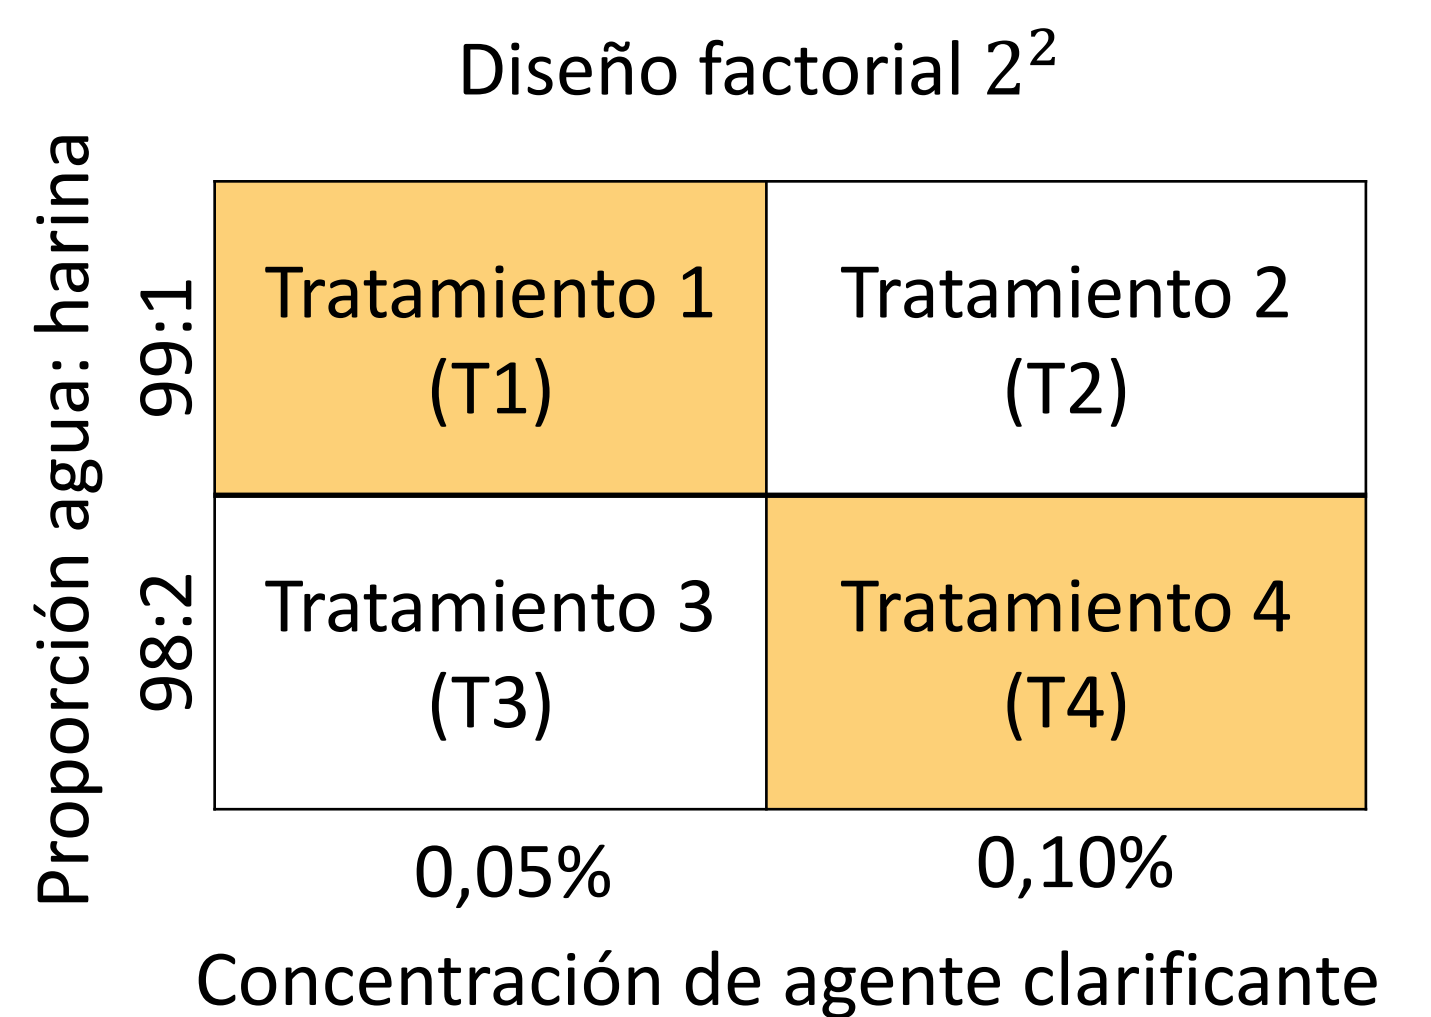 Diseño factorial 2²
Proporción agua: harina
99:1
Tratamiento 1
(T1)
Tratamiento 2
(T2)
98:2
Tratamiento 3
(T3)
Tratamiento 4
(T4)
0,05%
0,10%
Concentración de agente clarificante